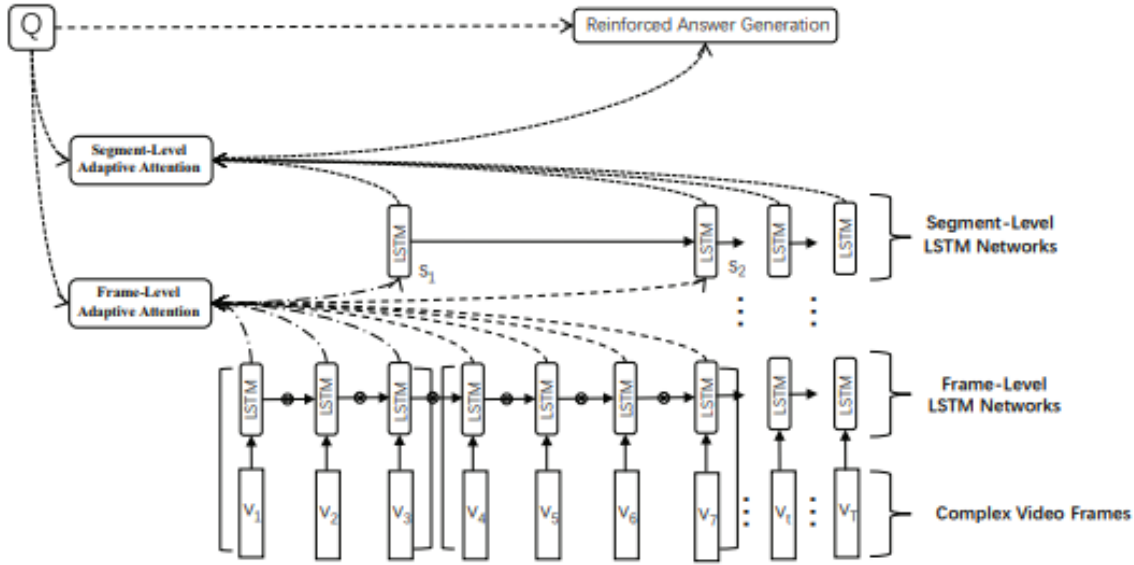 Q
Reinforced Answer Generation
Segment-Level
Adaptive Attention
LSTM
LSTM
LSTM
LSTM
Segment-Level
LSTM Networks
s1
s2
Frame-Level
Adaptive Attention
LSTM
LSTM
LSTM
LSTM
LSTM
LSTM
LSTM
LSTM
LSTM
Frame-Level
LSTM Networks
V1
V2
V3
V4
V5
V6
V7
Vt
VT
Complex Video Frames